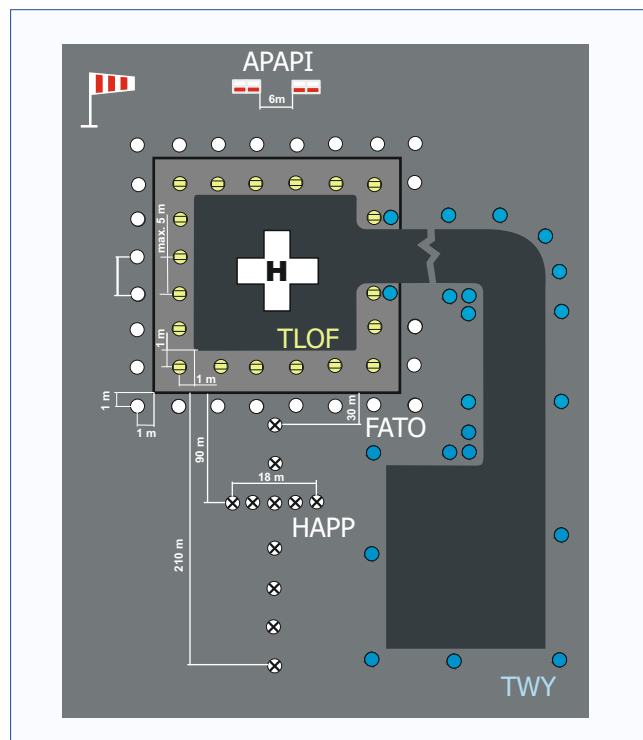 APAPI
6m
max. 5 m
H
TLOF
1 m
1 m
1 m
1 m
30 m
FATO
90 m
18 m
HAPP
210 m
TWY